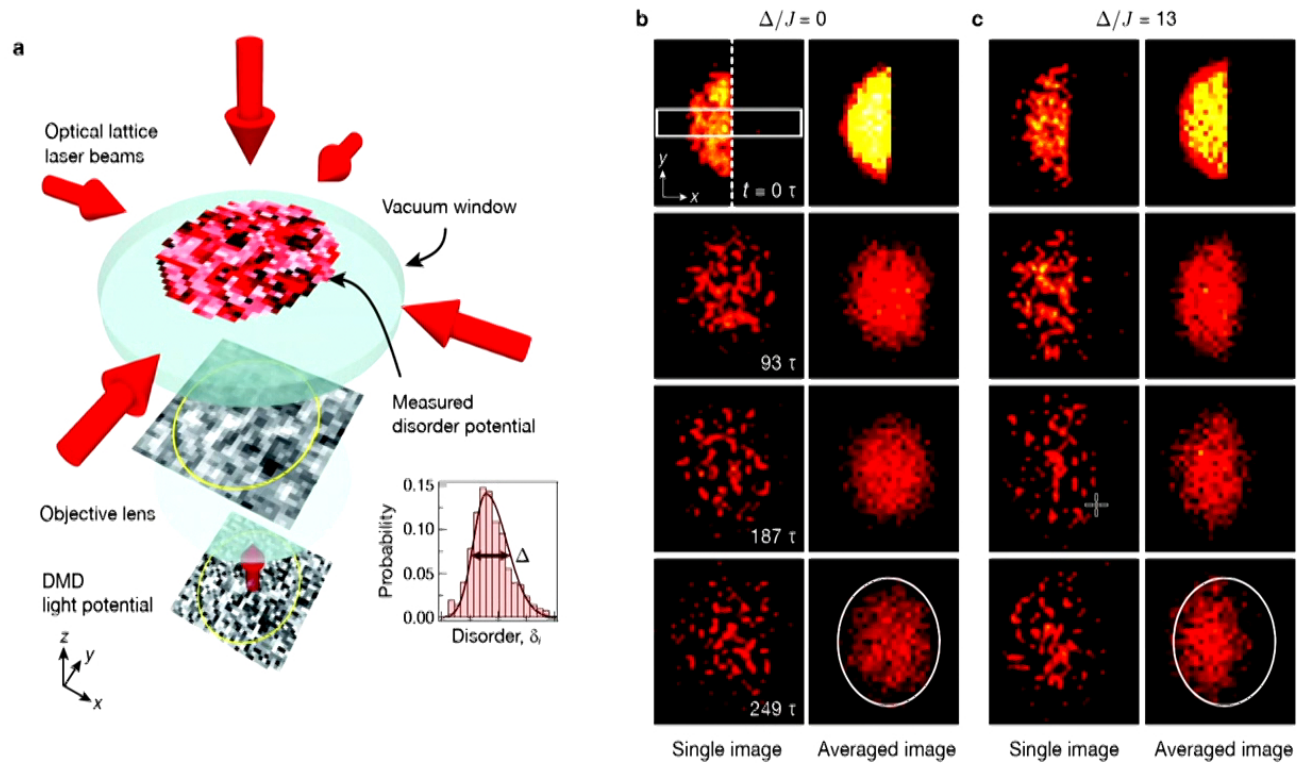 a
Optical lattice
laser beams
Vacuum window
Measured
disorder potential
Objective lens
DMD
light potential
z
y
x
Probability
0.15
0.10
0.05
0.00
Δ
Disorder, δᵢ
b
Δ/J = 0
y
x
t = 0 τ
93 τ
187 τ
249 τ
Single image
Averaged image
c
Δ/J = 13
Single image
Averaged image